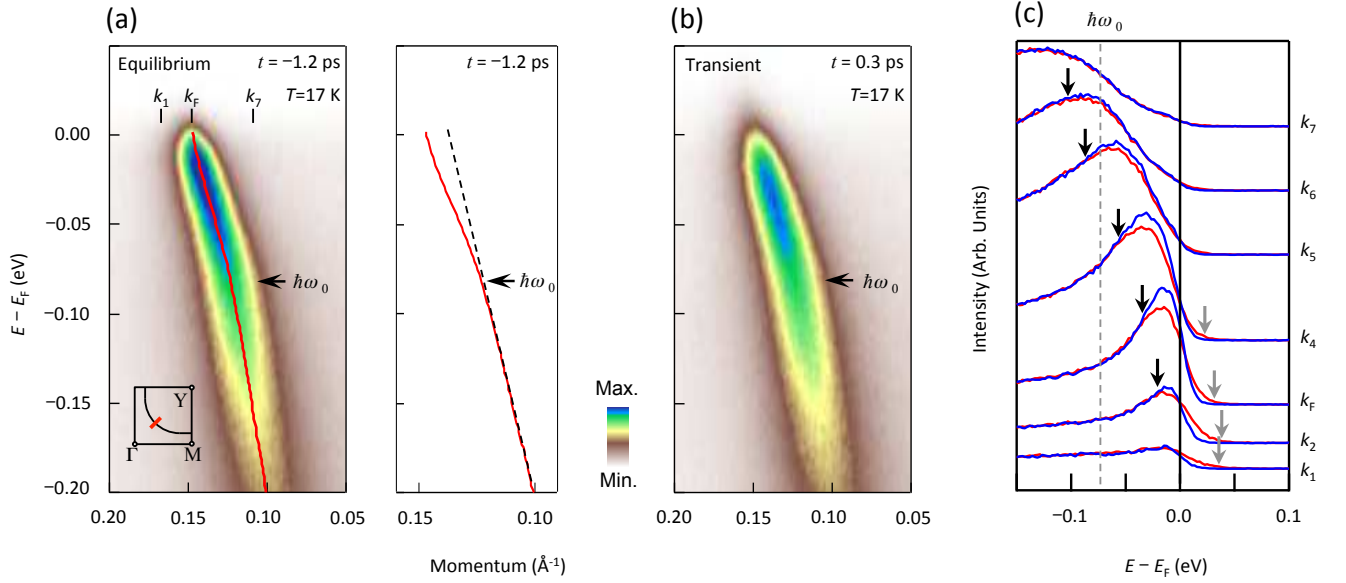 (a)
(b)
(c)
Equilibrium
t = −1.2 ps
k1
kF
k7
T=17 K
ħω0
Y
Γ
M
0.00
−0.05
−0.10
−0.15
−0.20
E − EF (eV)
0.20
0.15
0.10
0.05
t = −1.2 ps
ħω0
0.15
0.10
Momentum (Å-1)
Max.
Min.
Transient
t = 0.3 ps
T=17 K
ħω0
0.20
0.15
0.10
0.05
ħω0
Intensity (Arb. Units)
k7
k6
k5
k4
kF
k2
k1
−0.1
0.0
0.1
E − EF (eV)